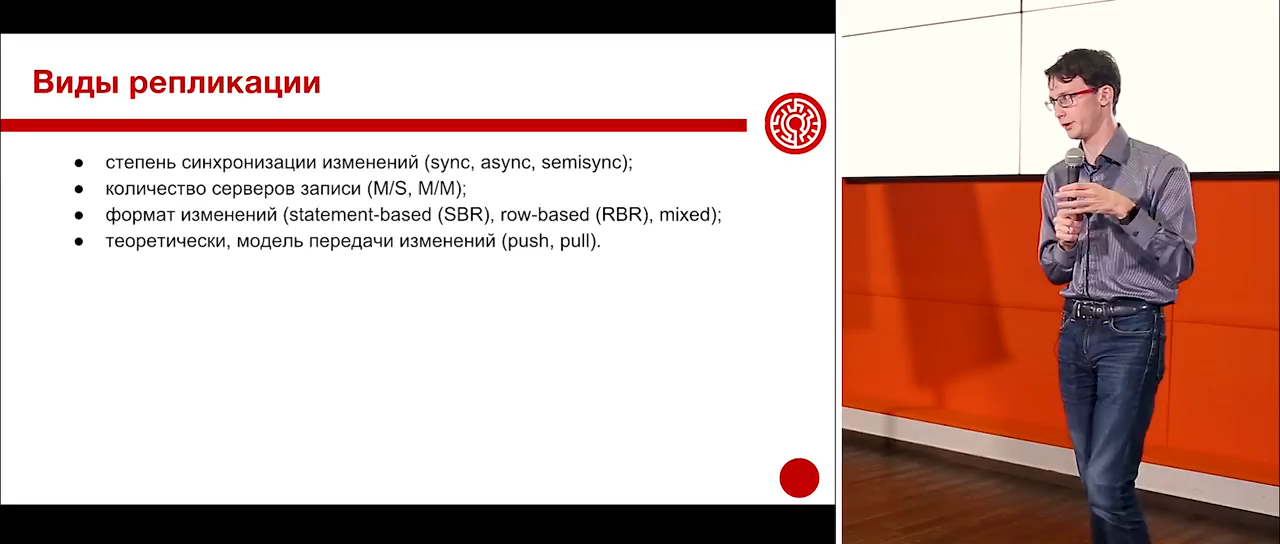 Виды репликации
● степень синхронизации изменений (sync, async, semisync);
● количество серверов записи (M/S, M/M);
● формат изменений (statement-based (SBR), row-based (RBR), mixed);
● теоретически, модель передачи изменений (push, pull).